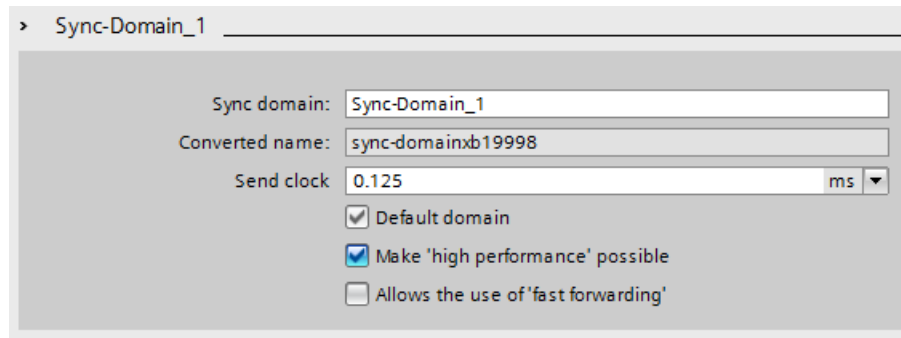 Sync-Domain_1
Sync domain: Sync-Domain_1
Converted name: sync-domainxb19998
Send clock 0.125 ms
Default domain
Make 'high performance' possible
Allows the use of 'fast forwarding'